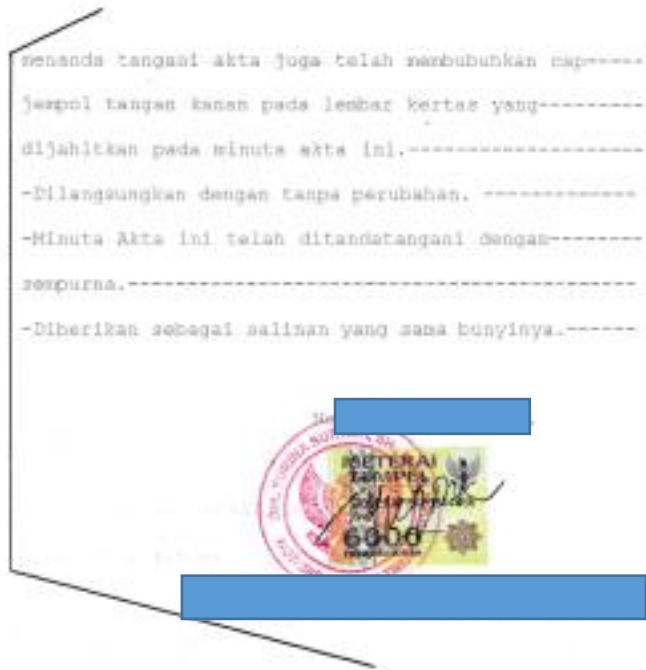 menanda tangani akta juga telah membubuhkan cap-----
jempol tangan kanan pada lembar kertas yang---------
dijahitkan pada minuta akta ini.--------------------
-Dilangsungkan dengan tanpa perubahan. -------------
-Minuta Akta ini telah ditandatangani dengan--------
sempurna.-------------------------------------------
-Diberikan sebagai salinan yang sama bunyinya.------
METERAI
TEMPEL
6000